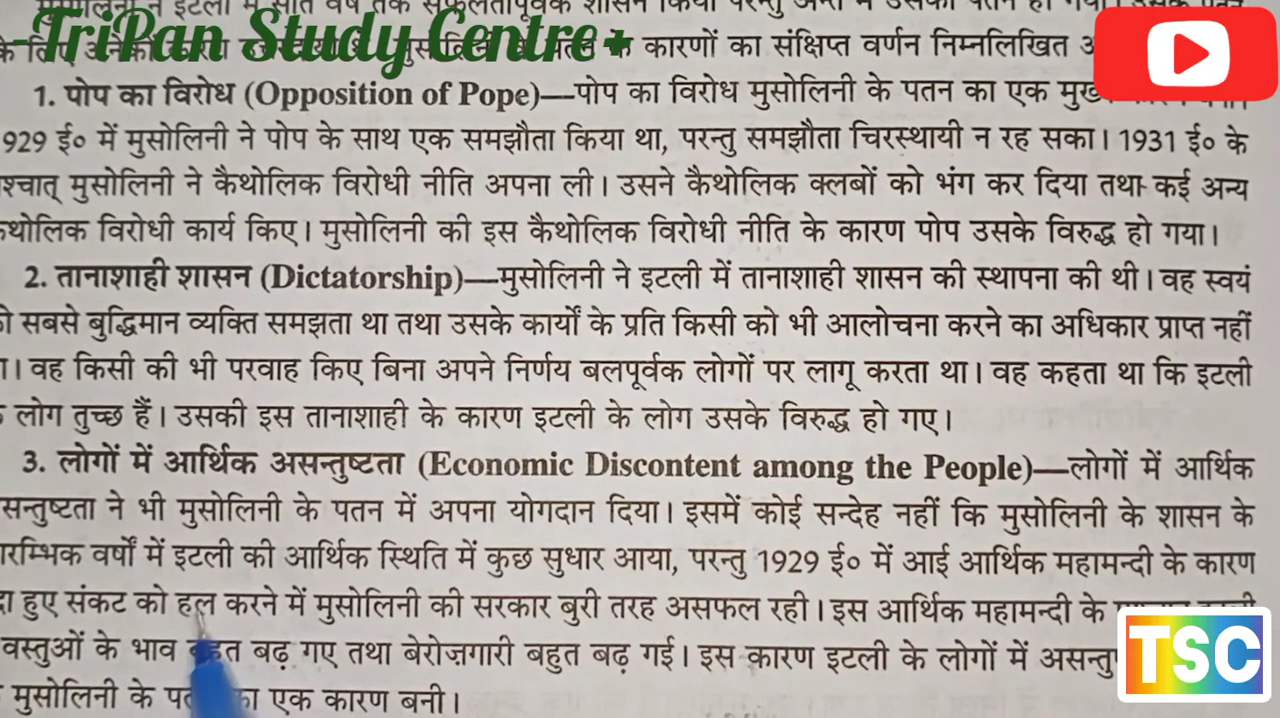 -TriPan Study Centre+
कारणों का संक्षिप्त वर्णन निम्नलिखित
1. पोप का विरोध (Opposition of Pope)—पोप का विरोध मुसोलिनी के पतन का एक
929 ई० में मुसोलिनी ने पोप के साथ एक समझौता किया था, परन्तु समझौता चिरस्थायी न रह सका। 1931 ई० के
श्चात् मुसोलिनी ने कैथोलिक विरोधी नीति अपना ली। उसने कैथोलिक क्लबों को भंग कर दिया तथा कई अन्य
थोलिक विरोधी कार्य किए। मुसोलिनी की इस कैथोलिक विरोधी नीति के कारण पोप उसके विरुद्ध हो गया।
2. तानाशाही शासन (Dictatorship)—मुसोलिनी ने इटली में तानाशाही शासन की स्थापना की थी। वह स्वयं
सबसे बुद्धिमान व्यक्ति समझता था तथा उसके कार्यों के प्रति किसी को भी आलोचना करने का अधिकार प्राप्त नहीं
। वह किसी की भी परवाह किए बिना अपने निर्णय बलपूर्वक लोगों पर लागू करता था। वह कहता था कि इटली
लोग तुच्छ हैं। उसकी इस तानाशाही के कारण इटली के लोग उसके विरुद्ध हो गए।
3. लोगों में आर्थिक असन्तुष्टता (Economic Discontent among the People)—लोगों में आर्थिक
सन्तुष्टता ने भी मुसोलिनी के पतन में अपना योगदान दिया। इसमें कोई सन्देह नहीं कि मुसोलिनी के शासन के
रम्भिक वर्षों में इटली की आर्थिक स्थिति में कुछ सुधार आया, परन्तु 1929 ई० में आई आर्थिक महामन्दी के कारण
हुए संकट को हल करने में मुसोलिनी की सरकार बुरी तरह असफल रही। इस आर्थिक महामन्दी के
वस्तुओं के भाव बहुत बढ़ गए तथा बेरोज़गारी बहुत बढ़ गई। इस कारण इटली के लोगों में
मुसोलिनी के का एक कारण बनी।
TSC